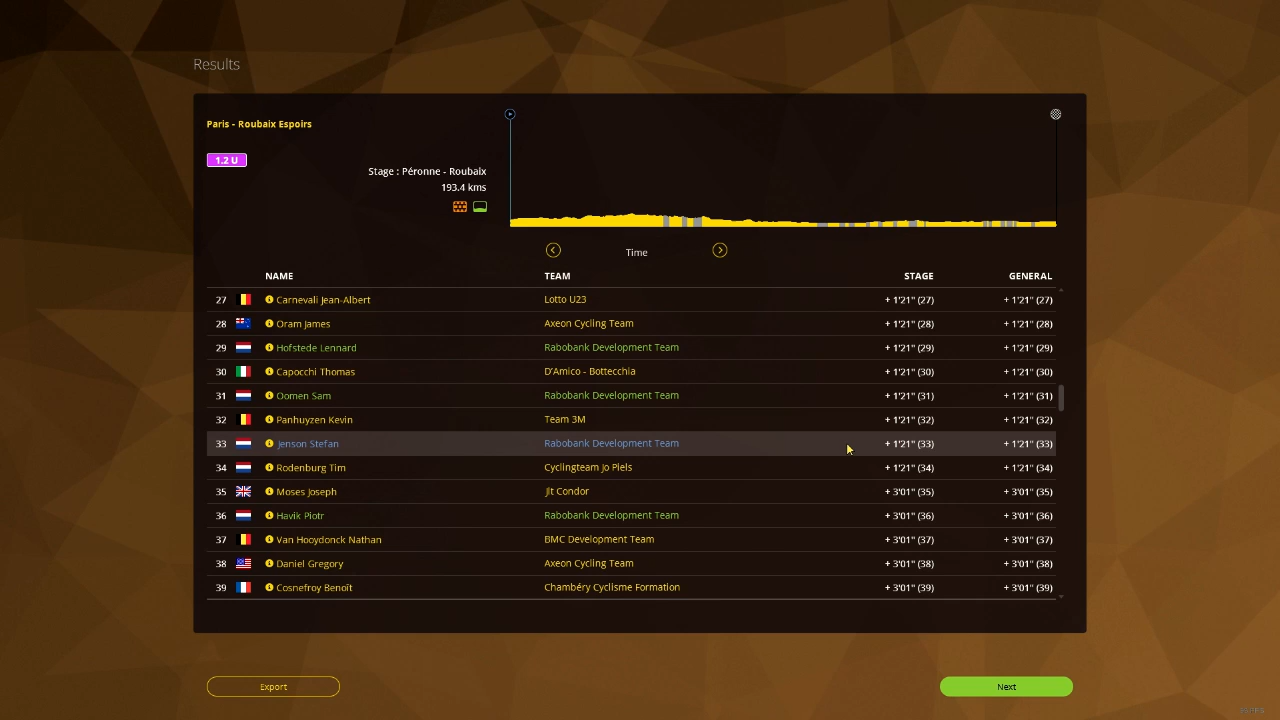 Results
Paris - Roubaix Espoirs
1.2 U
Stage : Péronne - Roubaix
193.4 kms
Time
NAME TEAM STAGE GENERAL
27 Carnevali Jean-Albert Lotto U23 + 1'21" (27) + 1'21" (27)
28 Oram James Axeon Cycling Team + 1'21" (28) + 1'21" (28)
29 Hofstede Lennard Rabobank Development Team + 1'21" (29) + 1'21" (29)
30 Capocchi Thomas D'Amico - Bottecchia + 1'21" (30) + 1'21" (30)
31 Oomen Sam Rabobank Development Team + 1'21" (31) + 1'21" (31)
32 Panhuyzen Kevin Team 3M + 1'21" (32) + 1'21" (32)
33 Jenson Stefan Rabobank Development Team + 1'21" (33) + 1'21" (33)
34 Rodenburg Tim Cyclingteam Jo Piels + 1'21" (34) + 1'21" (34)
35 Moses Joseph Jlt Condor + 3'01" (35) + 3'01" (35)
36 Havik Piotr Rabobank Development Team + 3'01" (36) + 3'01" (36)
37 Van Hooydonck Nathan BMC Development Team + 3'01" (37) + 3'01" (37)
38 Daniel Gregory Axeon Cycling Team + 3'01" (38) + 3'01" (38)
39 Cosnefroy Benoît Chambéry Cyclisme Formation + 3'01" (39) + 3'01" (39)
Export Next